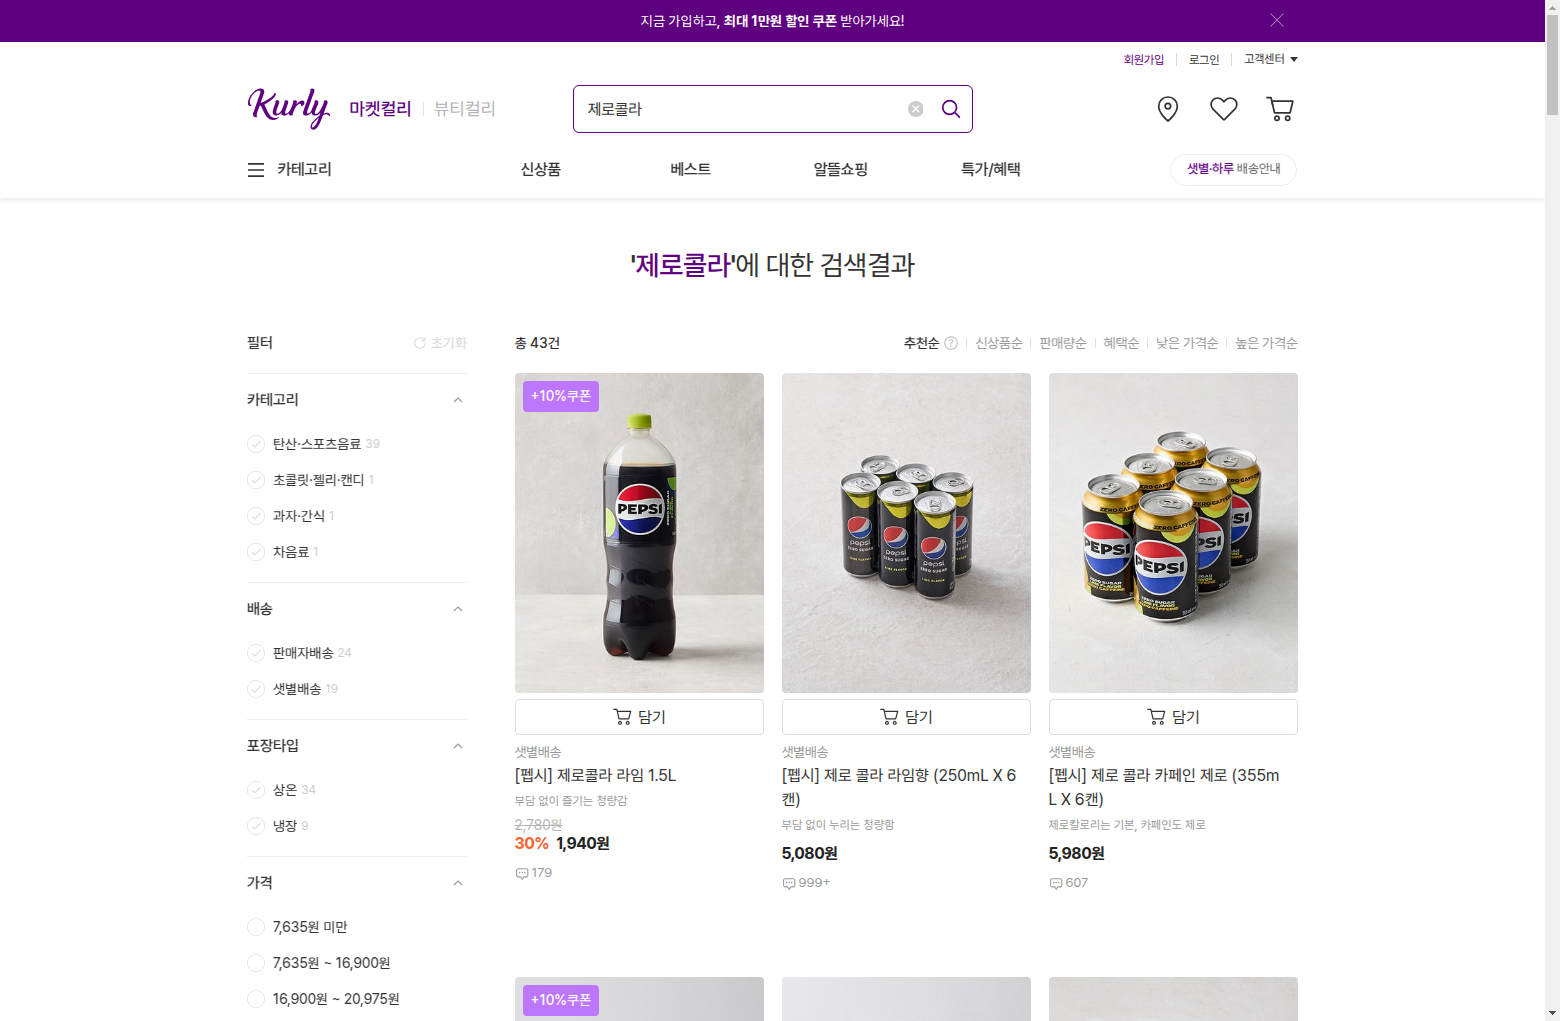 지금 가입하고, 최대 1만원 할인 쿠폰 받아가세요!
회원가입 로그인 고객센터
Kurly 마켓컬리 뷰티컬리
제로콜라
카테고리 신상품 베스트 알뜰쇼핑 특가/혜택
샛별·하루 배송안내
'제로콜라'에 대한 검색결과
필터 초기화
카테고리
탄산·스포츠음료 39
초콜릿·젤리·캔디 1
과자·간식 1
차음료 1
배송
판매자배송 24
샛별배송 19
포장타입
상온 34
냉장 9
가격
7,635원 미만
7,635원 ~ 16,900원
16,900원 ~ 20,975원
총 43건
추천순 ? 신상품순 판매량순 혜택순 낮은 가격순 높은 가격순
+10%쿠폰
PEPSI
담기
샛별배송
[펩시] 제로콜라 라임 1.5L
부담 없이 즐기는 청량감
2,780원
30% 1,940원
179
pepsi
ZERO SUGAR
pepsi
ZERO SUGAR
pepsi
ZERO SUGAR
담기
샛별배송
[펩시] 제로 콜라 라임향 (250mL X 6
캔)
부담 없이 누리는 청량함
5,080원
999+
ZERO CAFFEINE
PEPSI
PEPSI
담기
샛별배송
[펩시] 제로 콜라 카페인 제로 (355m
L X 6캔)
제로칼로리는 기본, 카페인도 제로
5,980원
607
+10%쿠폰